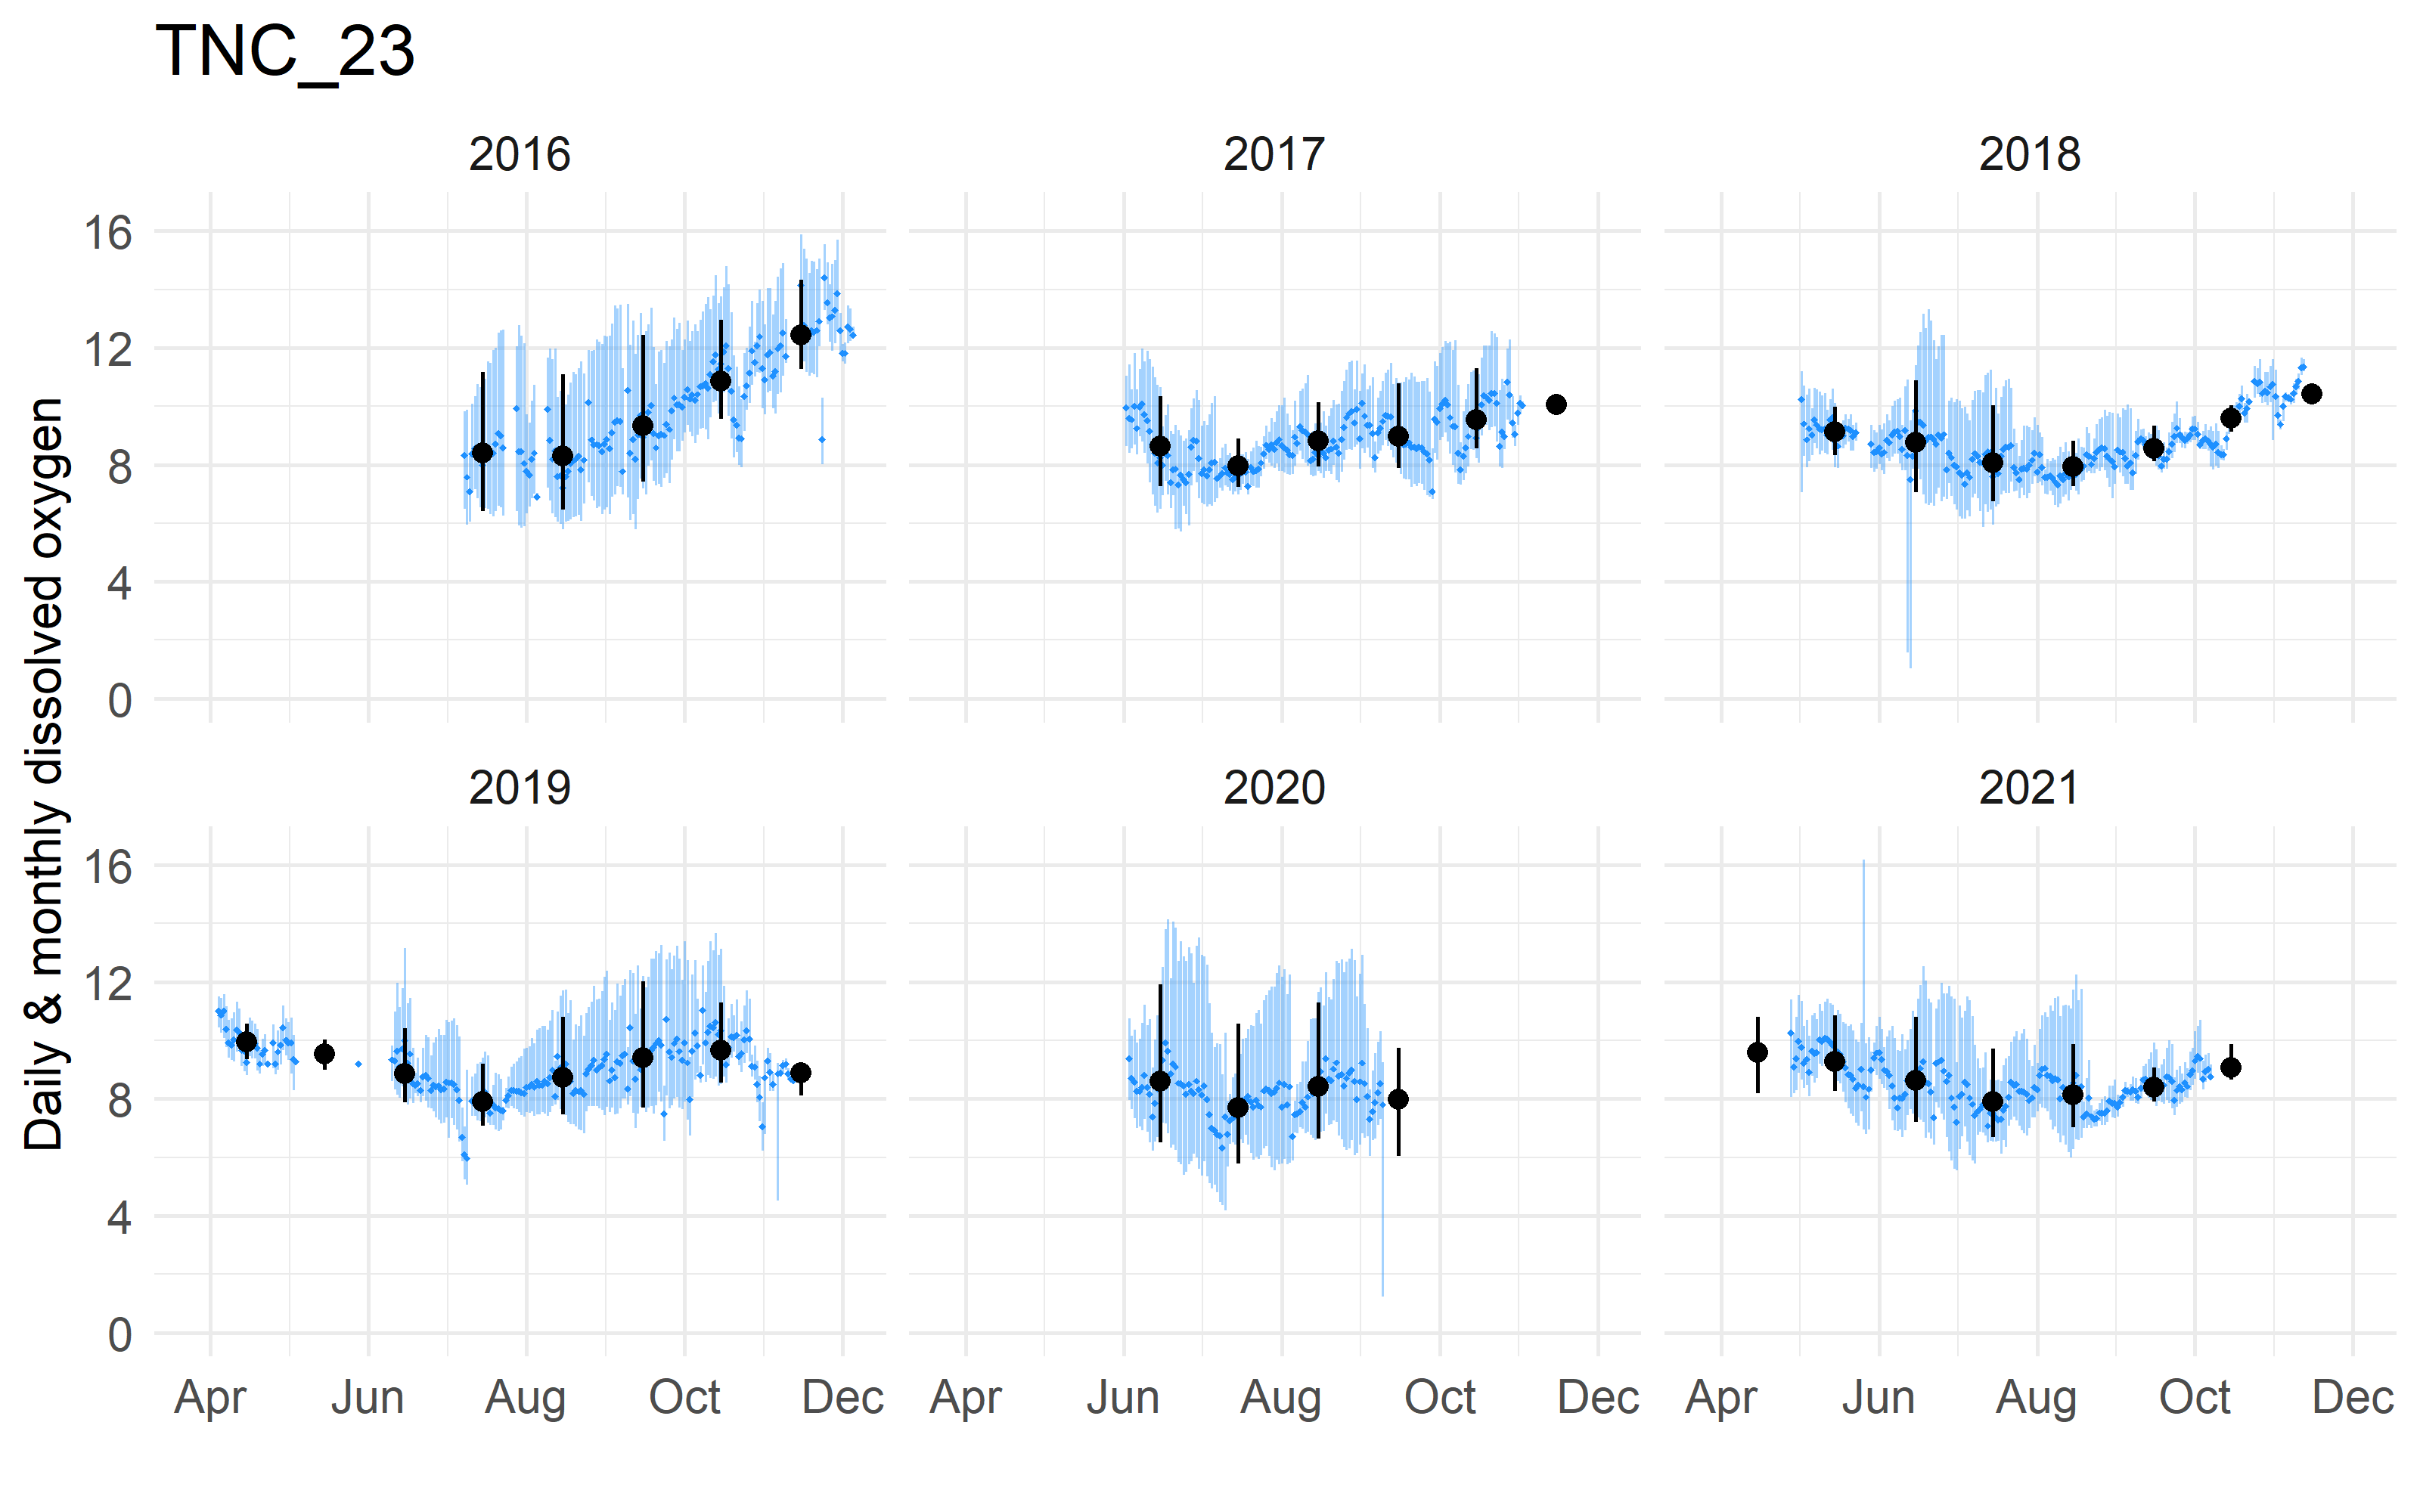 TNC_23
2016 2017 2018
16
12
8
4
0
Daily & monthly dissolved oxygen
2019 2020 2021
16
12
8
4
0
Apr Jun Aug Oct Dec Apr Jun Aug Oct Dec Apr Jun Aug Oct Dec